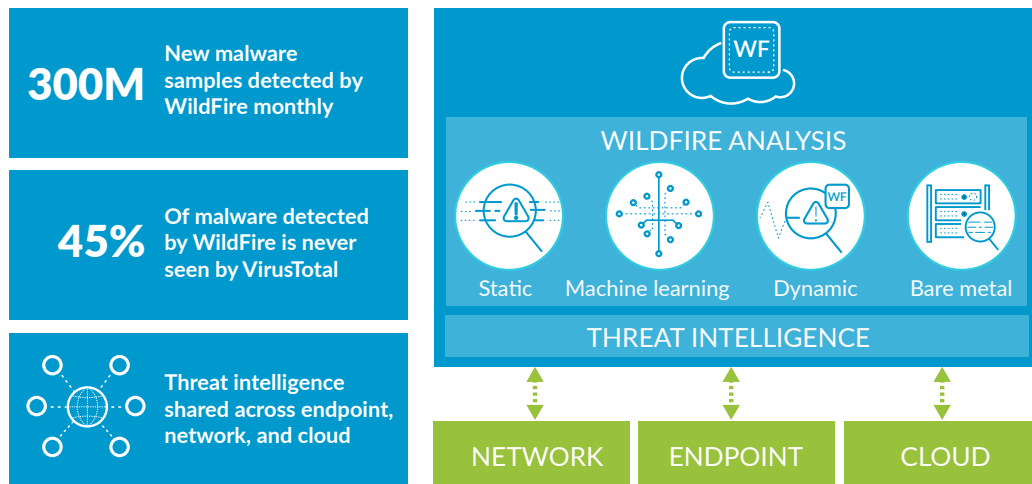 300M
New malware
samples detected by
WildFire monthly
45%
Of malware detected
by WildFire is never
seen by VirusTotal
Threat intelligence
shared across endpoint,
network, and cloud
WF
WILDFIRE ANALYSIS
WF
Static
Machine learning
Dynamic
Bare metal
THREAT INTELLIGENCE
NETWORK
ENDPOINT
CLOUD